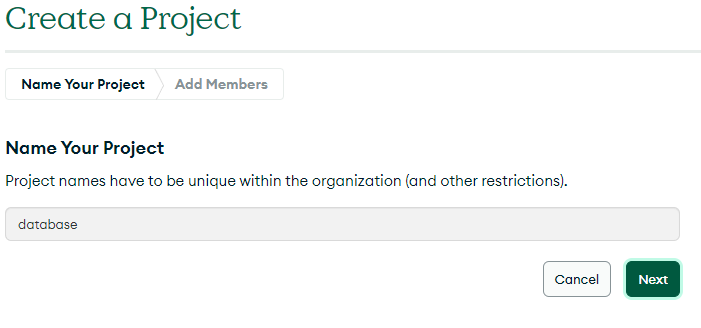 Create a Project
Name Your Project
Add Members
Name Your Project
Project names have to be unique within the organization (and other restrictions).
database
Cancel
Next